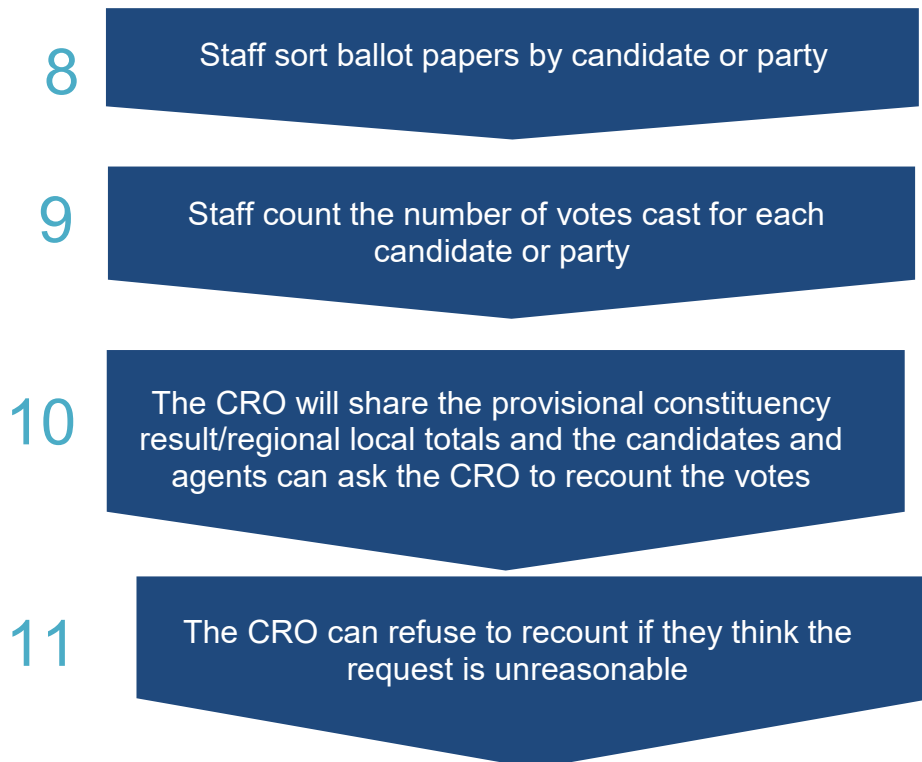 8
Staff sort ballot papers by candidate or party
9
Staff count the number of votes cast for each
candidate or party
10
The CRO will share the provisional constituency
result/regional local totals and the candidates and
agents can ask the CRO to recount the votes
11
The CRO can refuse to recount if they think the
request is unreasonable